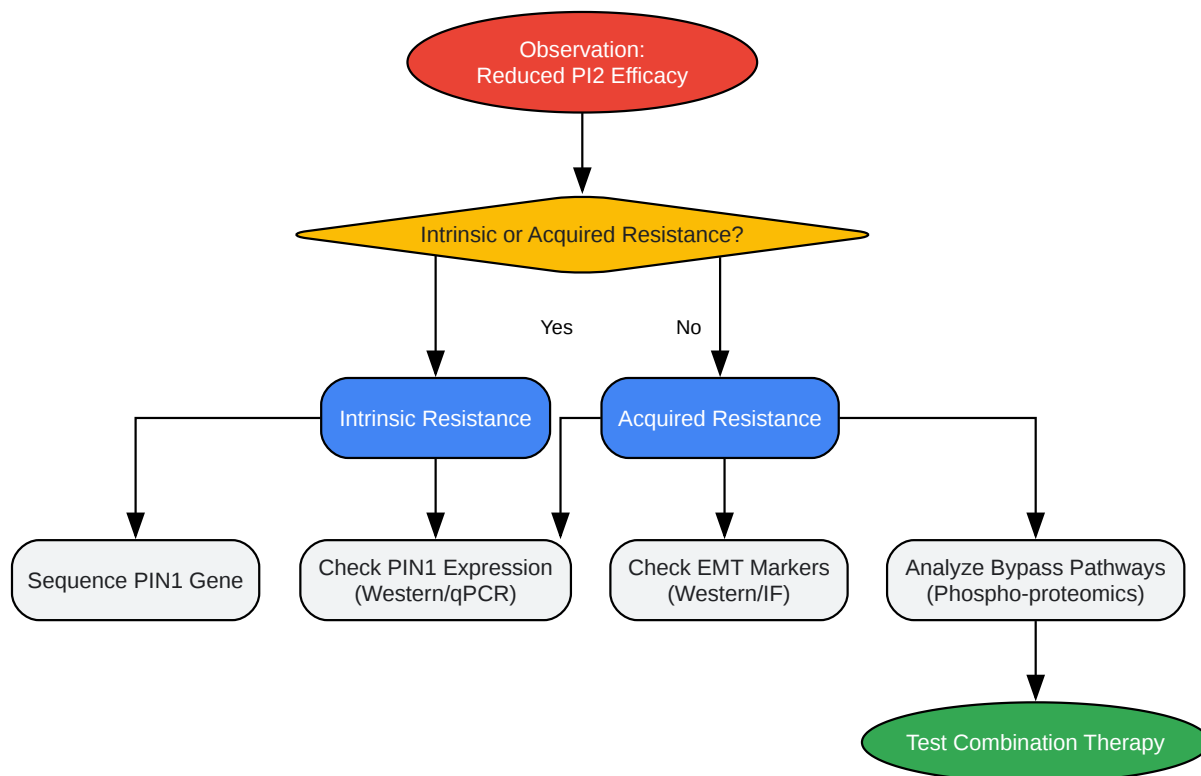 Observation:
Reduced PI2 Efficacy
Intrinsic or Acquired Resistance?
Yes
No
Intrinsic Resistance
Acquired Resistance
Sequence PIN1 Gene
Check PIN1 Expression
(Western/qPCR)
Check EMT Markers
(Western/IF)
Analyze Bypass Pathways
(Phospho-proteomics)
Test Combination Therapy